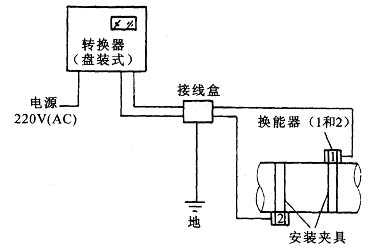 转换器
（盘装式）
接线盒
电源
220V(AC)
换能器（1和2）
1
2
地
安装夹具